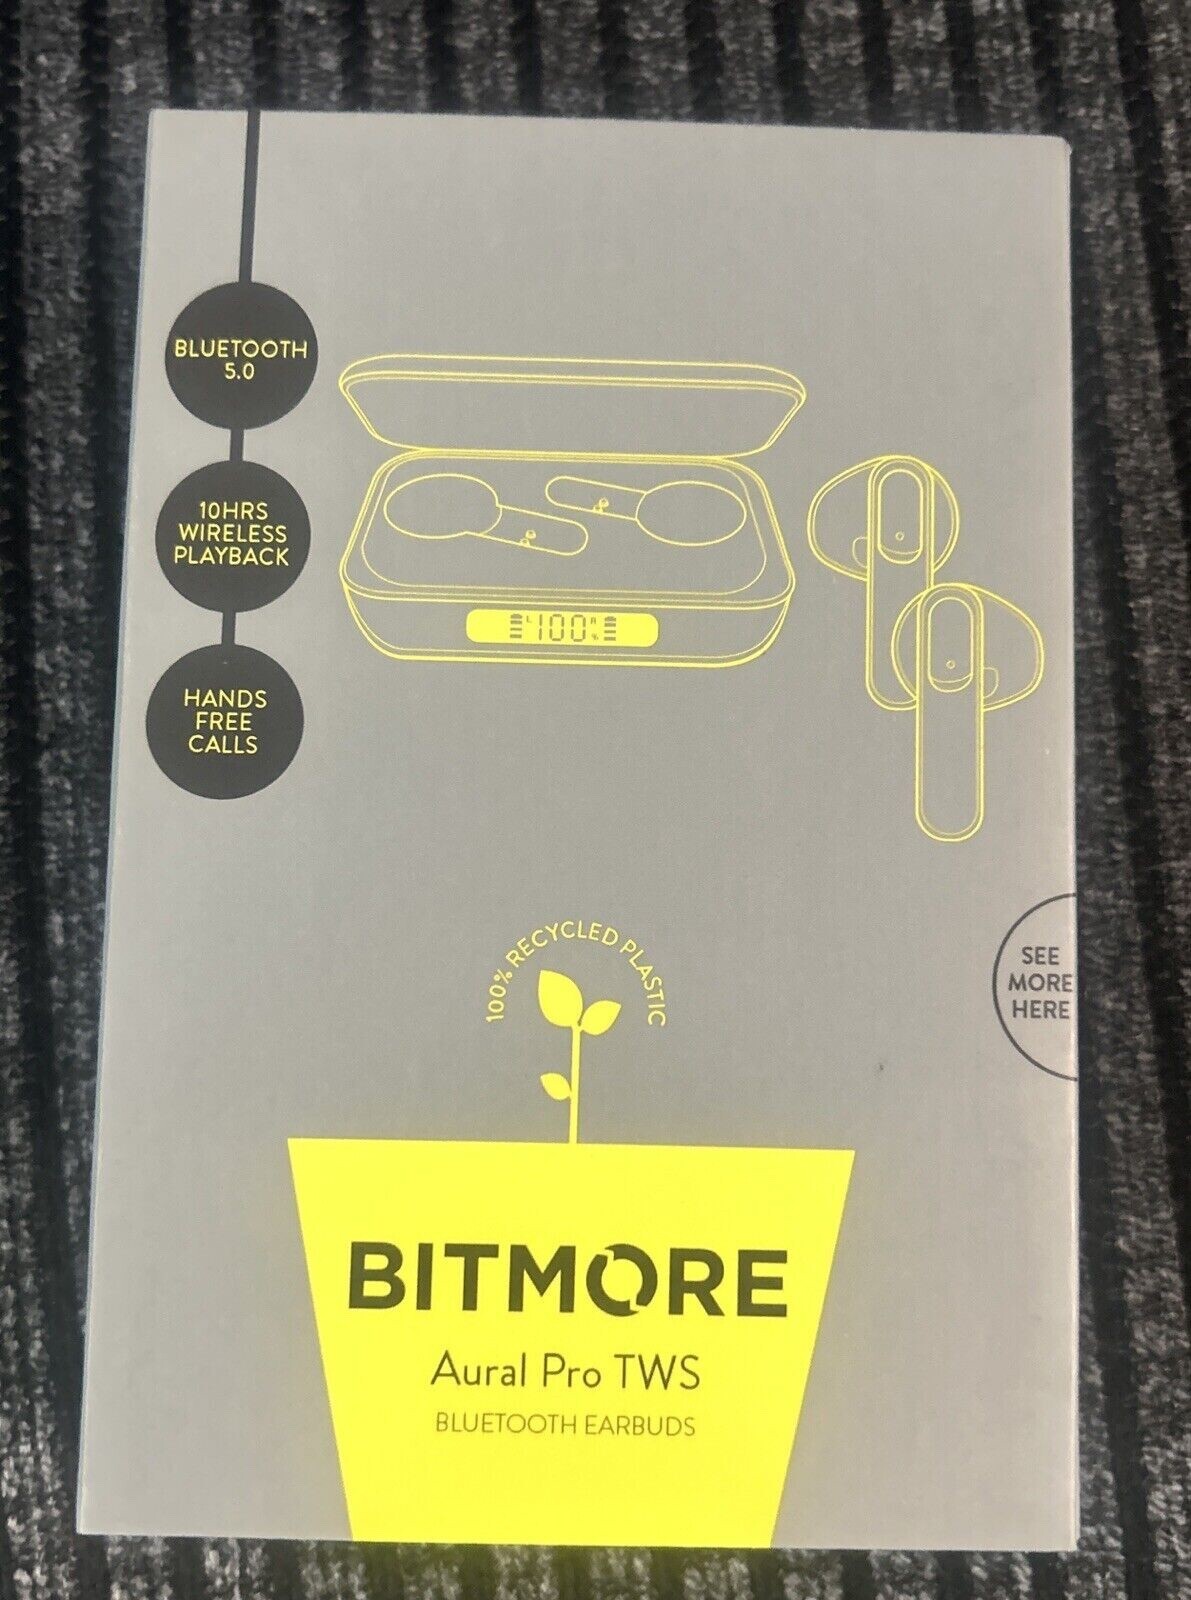 BLUETOOTH
5.0
10HRS
WIRELESS
PLAYBACK
HANDS
FREE
CALLS
L 100 R %
100% RECYCLED PLASTIC
SEE
MORE
HERE
BITMORE
Aural Pro TWS
BLUETOOTH EARBUDS